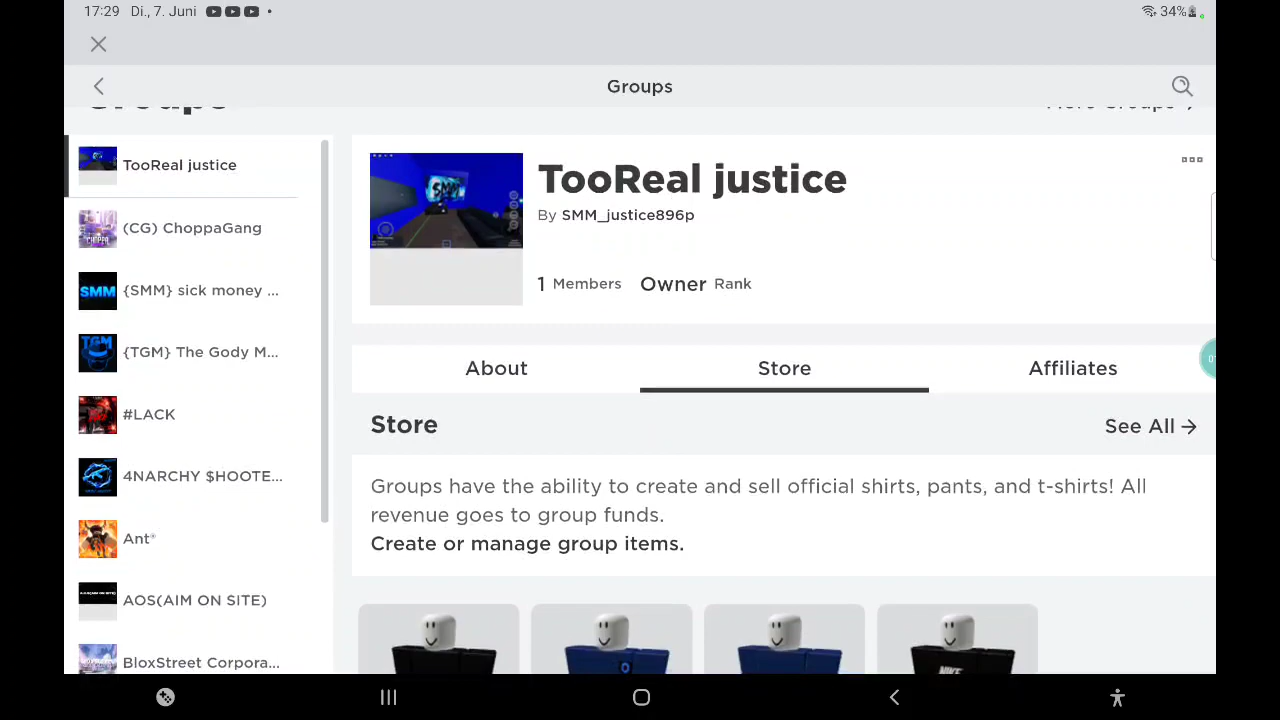 17:29 Di., 7. Juni
34%
Groups
TooReal justice
(CG) ChoppaGang
{SMM} sick money ...
{TGM} The Gody M...
#LACK
4NARCHY $HOOTE...
Ant®
AOS(AIM ON SITE)
BloxStreet Corpora...
SMM
TGM
TooReal justice
By SMM_justice896p
1 Members Owner Rank
About
Store
Affiliates
Store
See All →
Groups have the ability to create and sell official shirts, pants, and t-shirts! All
revenue goes to group funds.
Create or manage group items.
NIKE